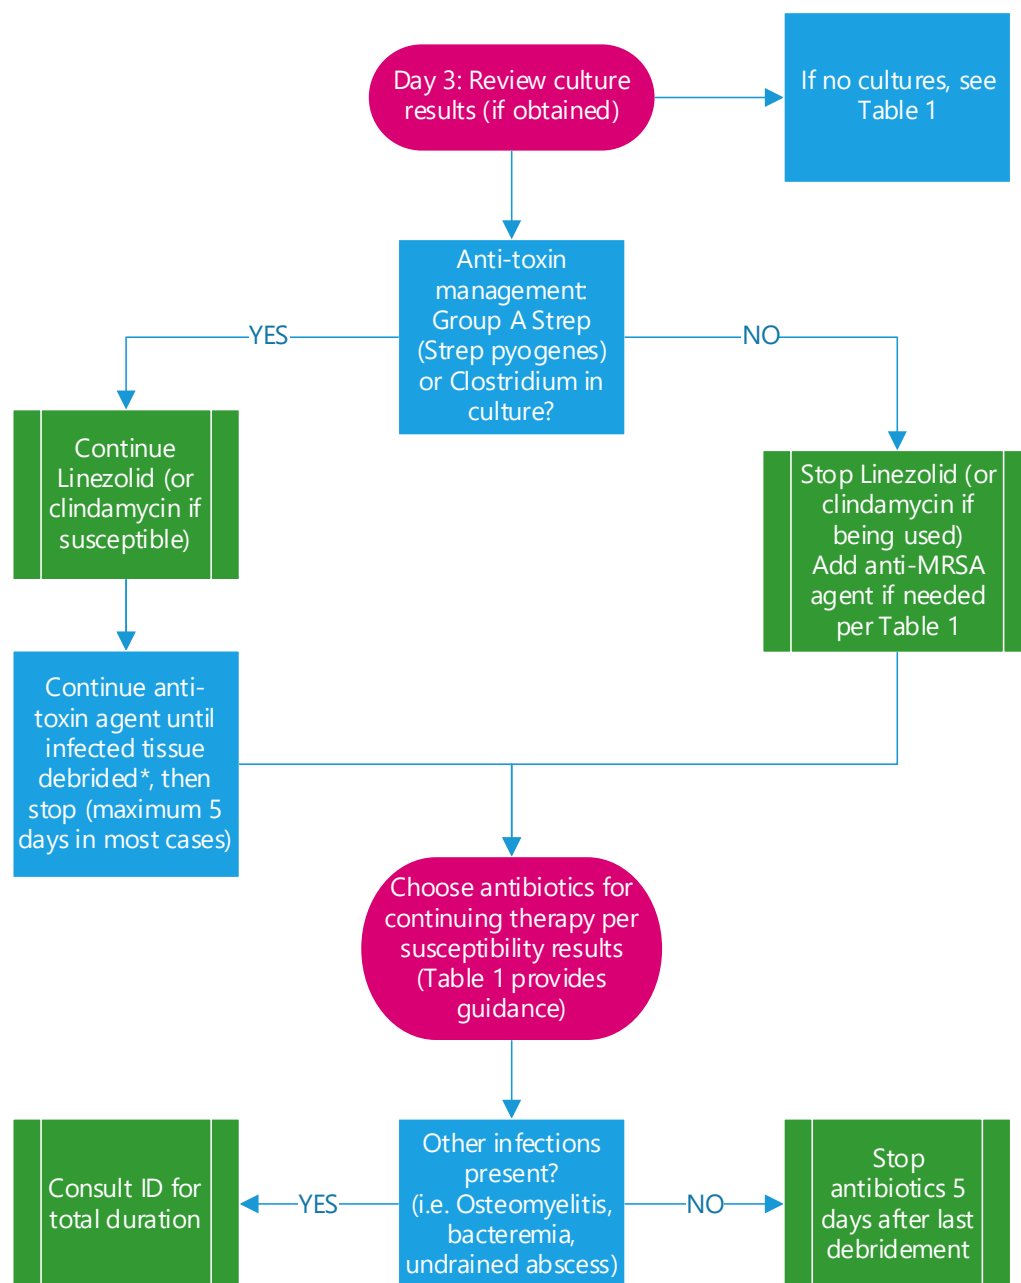 Day 3: Review culture
results (if obtained)
If no cultures, see
Table 1
Anti-toxin
management:
Group A Strep
(Strep pyogenes)
or Clostridium in
culture?
YES
NO
Continue
Linezolid (or
clindamycin if
susceptible)
Stop Linezolid (or
clindamycin if
being used)
Add anti-MRSA
agent if needed
per Table 1
Continue anti-
toxin agent until
infected tissue
debrided*, then
stop (maximum 5
days in most cases)
Choose antibiotics for
continuing therapy per
susceptibility results
(Table 1 provides
guidance)
Other infections
present?
(i.e. Osteomyelitis,
bacteremia,
undrained abscess)
YES
NO
Consult ID for
total duration
Stop
antibiotics 5
days after last
debridement